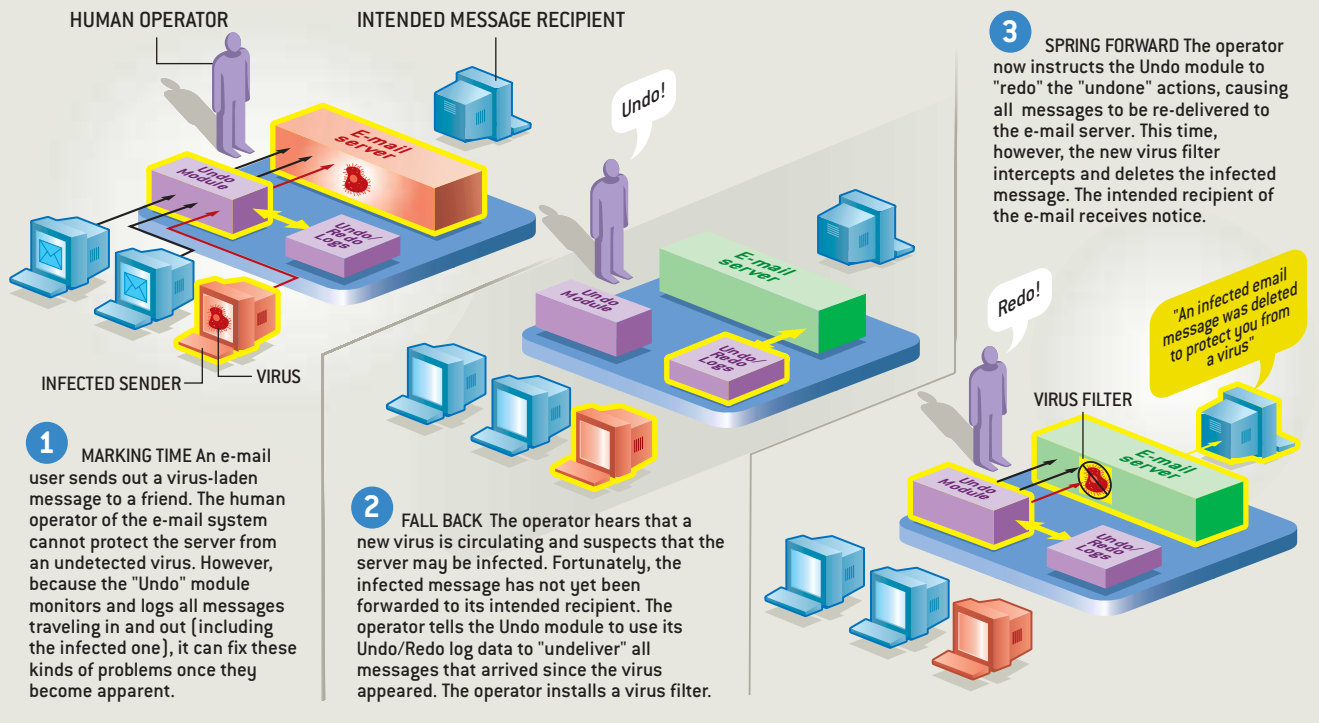 HUMAN OPERATOR
INTENDED MESSAGE RECIPIENT
E-mail
server
Undo
Module
Undo/
Redo
Logs
INFECTED SENDER
VIRUS
1
MARKING TIME An e-mail
user sends out a virus-laden
message to a friend. The human
operator of the e-mail system
cannot protect the server from
an undetected virus. However,
because the "Undo" module
monitors and logs all messages
traveling in and out (including
the infected one), it can fix these
kinds of problems once they
become apparent.
Undo!
E-mail
server
Undo
Module
Undo/
Redo
Logs
2
FALL BACK The operator hears that a
new virus is circulating and suspects that the
server may be infected. Fortunately, the
infected message has not yet been
forwarded to its intended recipient. The
operator tells the Undo module to use its
Undo/Redo log data to "undeliver" all
messages that arrived since the virus
appeared. The operator installs a virus filter.
3
SPRING FORWARD The operator
now instructs the Undo module to
"redo" the "undone" actions, causing
all messages to be re-delivered to
the e-mail server. This time,
however, the new virus filter
intercepts and deletes the infected
message. The intended recipient of
the e-mail receives notice.
Redo!
"An infected email
message was deleted
to protect you from
a virus"
VIRUS FILTER
E-mail
server
Undo
Module
Undo/
Redo
Logs